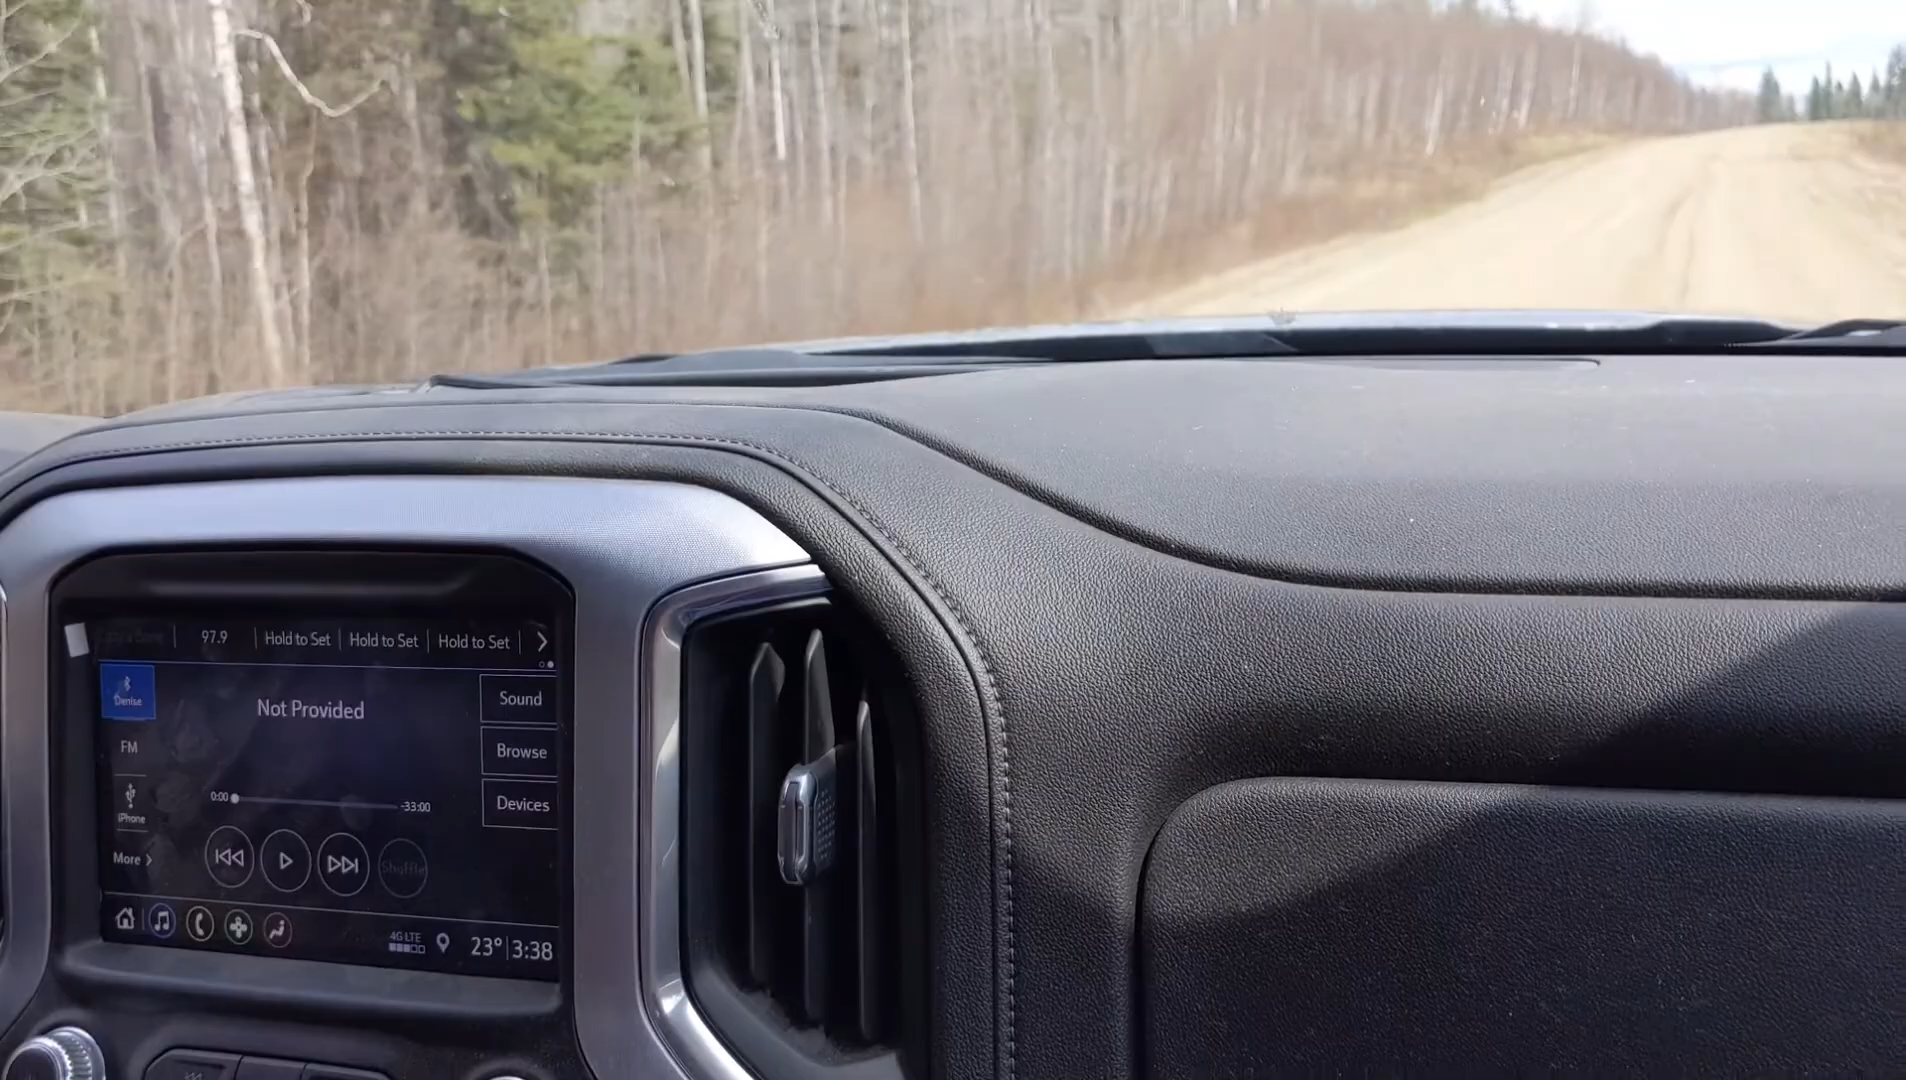 97.9 Hold to Set Hold to Set Hold to Set
Denise
Not Provided
Sound
FM
Browse
iPhone
0:00 -33:00
Devices
More
Shuffle
4G LTE
23° 3:38